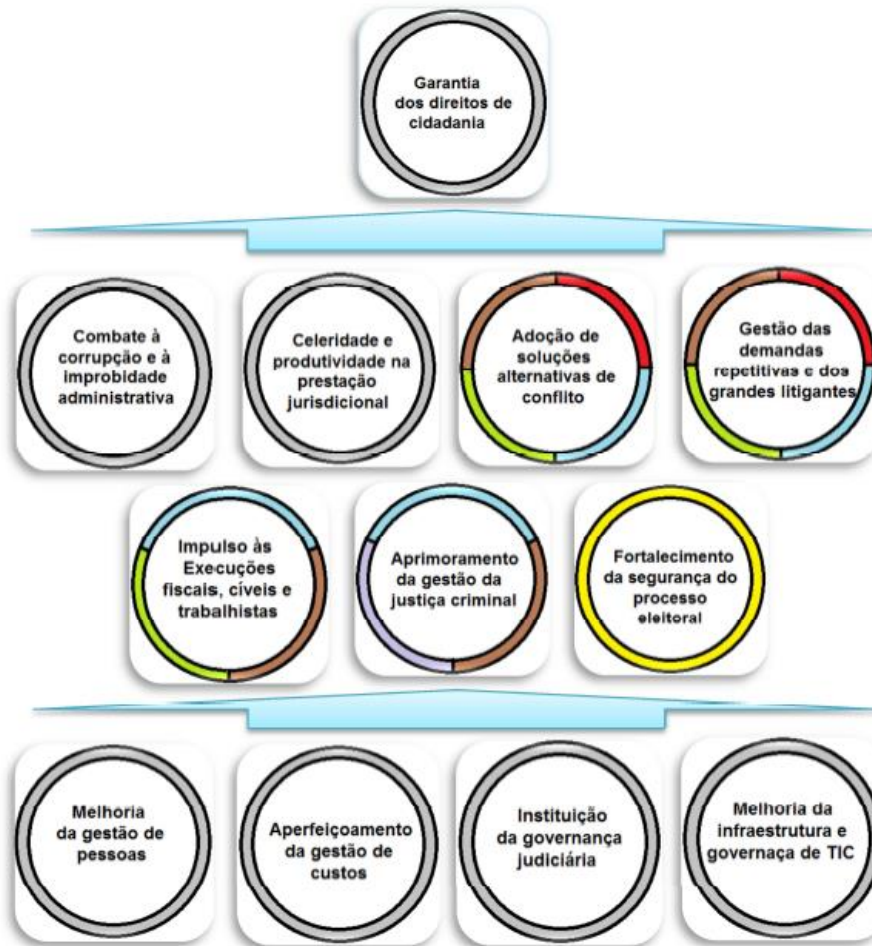 Garantia
dos direitos de
cidadania
Combate à
corrupção e à
improbidade
administrativa
Celeridade e
produtividade na
prestação
jurisdicional
Adoção de
soluções
alternativas de
conflito
Gestão das
demandas
repetitivas e dos
grandes litigantes
Impulso às
Execuções
fiscais, cíveis e
trabalhistas
Aprimoramento
da gestão da
justiça criminal
Fortalecimento
da segurança do
processo
eleitoral
Melhoria
da gestão de
pessoas
Aperfeiçoamento
da gestão de
custos
Instituição
da governança
judiciária
Melhoria da
infraestrutura e
governaça de TIC